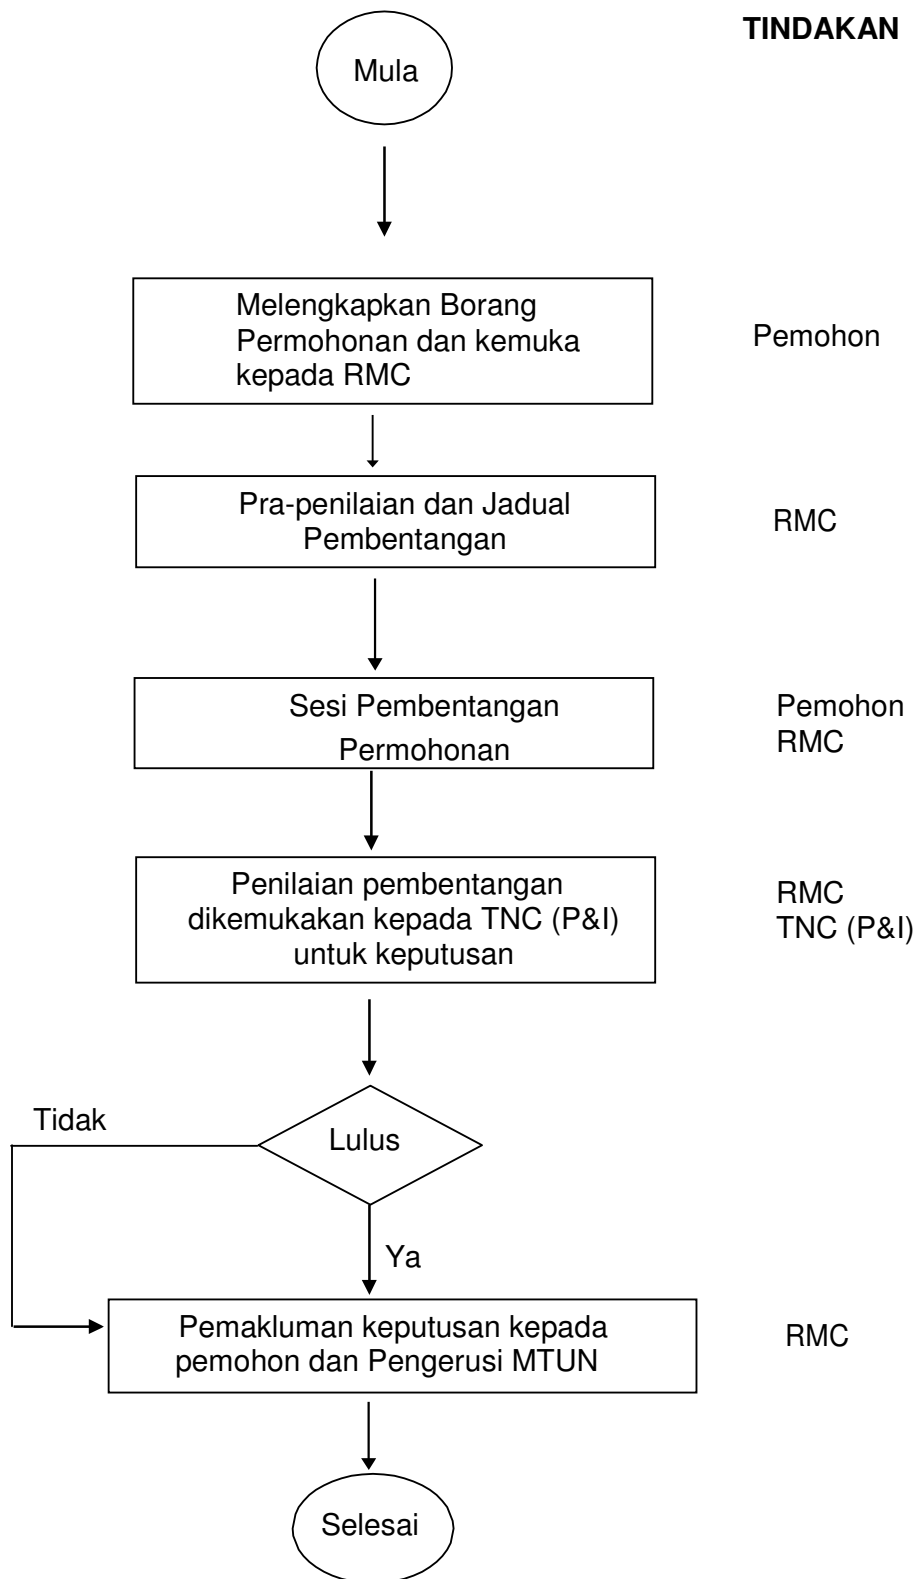 TINDAKAN
Mula
Melengkapkan Borang
Permohonan dan kemuka
kepada RMC
Pemohon
Pra-penilaian dan Jadual
Pembentangan
RMC
Sesi Pembentangan
Permohonan
Pemohon
RMC
Penilaian pembentangan
dikemukakan kepada TNC (P&I)
untuk keputusan
RMC
TNC (P&I)
Tidak
Lulus
Ya
Pemakluman keputusan kepada
pemohon dan Pengerusi MTUN
RMC
Selesai